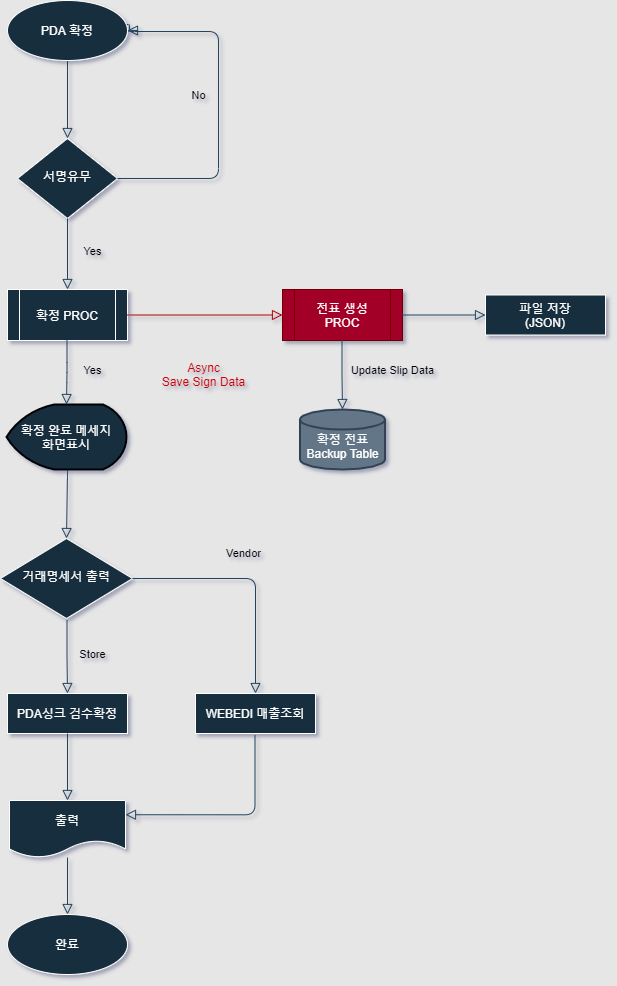 PDA 확정
No
서명유무
Yes
확정 PROC
전표 생성
PROC
파일 저장
(JSON)
Yes
Async
Save Sign Data
Update Slip Data
확정 완료 메세지
화면표시
확정 전표
Backup Table
Vendor
거래명세서 출력
Store
PDA싱크 검수확정
WEBEDI 매출조회
출력
완료